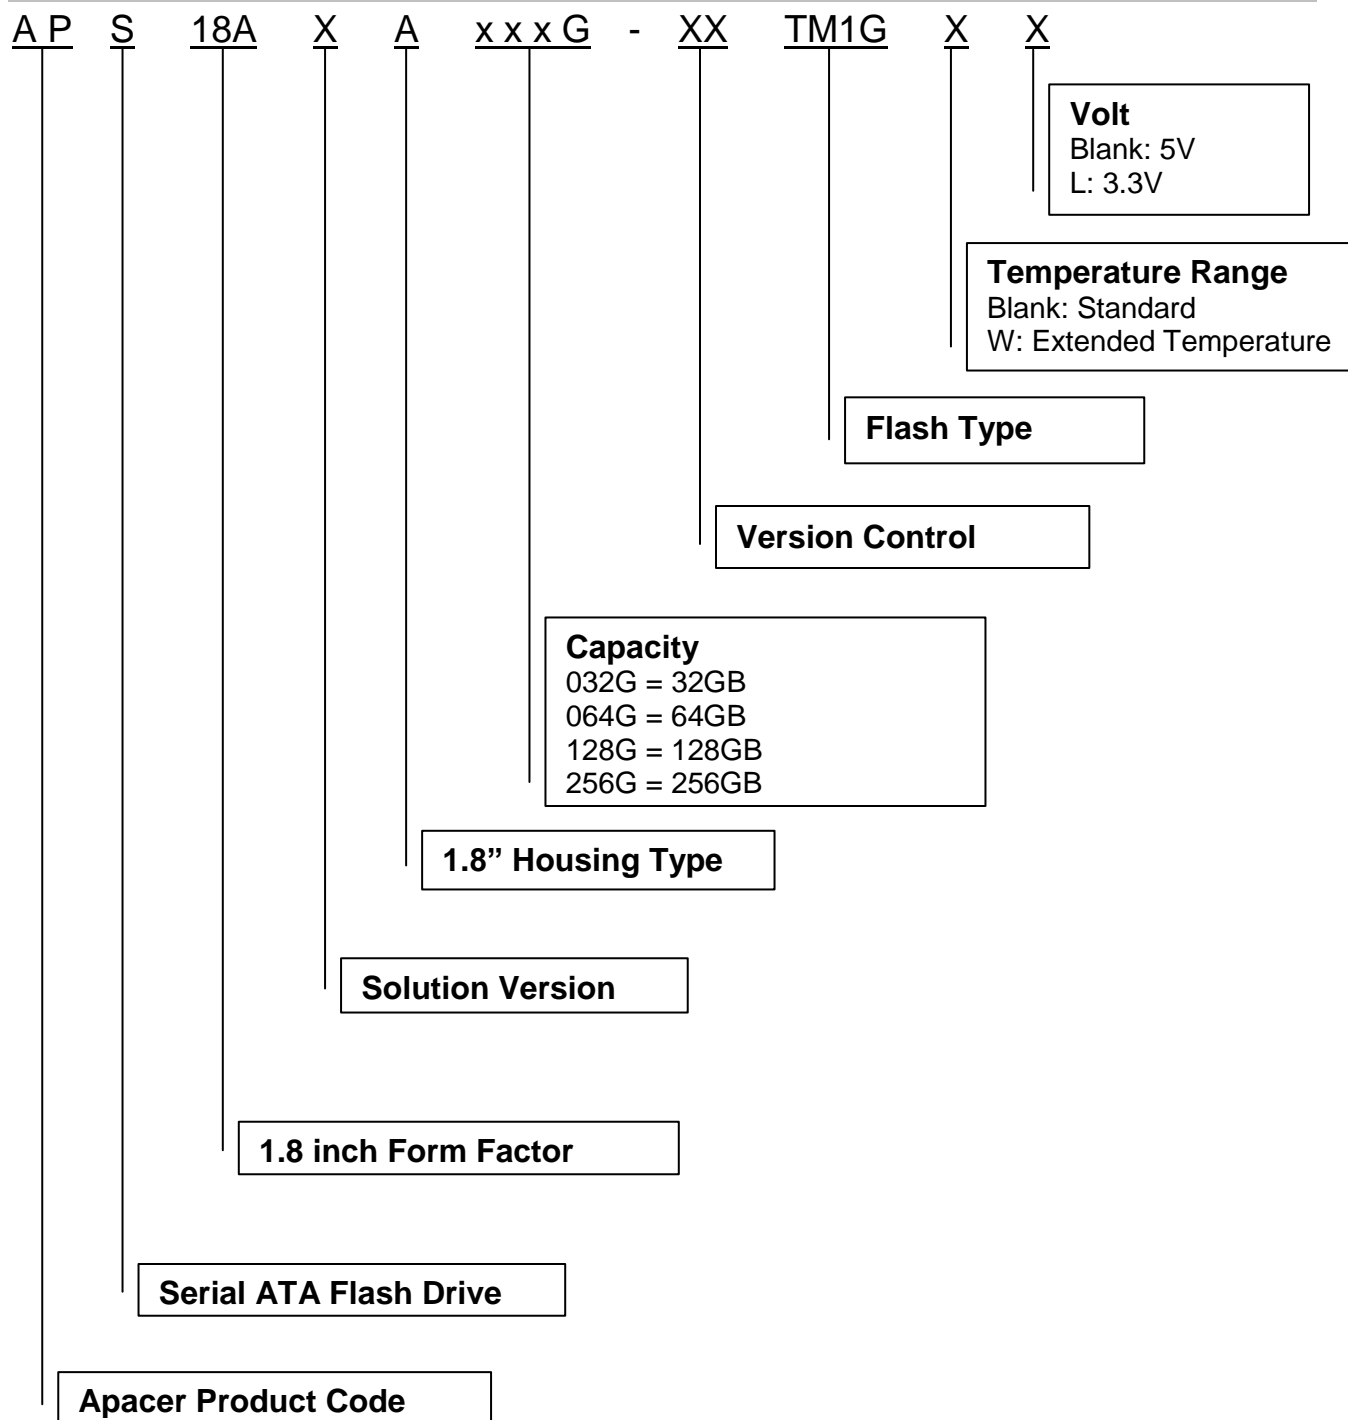 A P S 18A X A x x x G - XX TM1G X X
Volt
Blank: 5V
L: 3.3V
Temperature Range
Blank: Standard
W: Extended Temperature
Flash Type
Version Control
Capacity
032G = 32GB
064G = 64GB
128G = 128GB
256G = 256GB
1.8” Housing Type
Solution Version
1.8 inch Form Factor
Serial ATA Flash Drive
Apacer Product Code